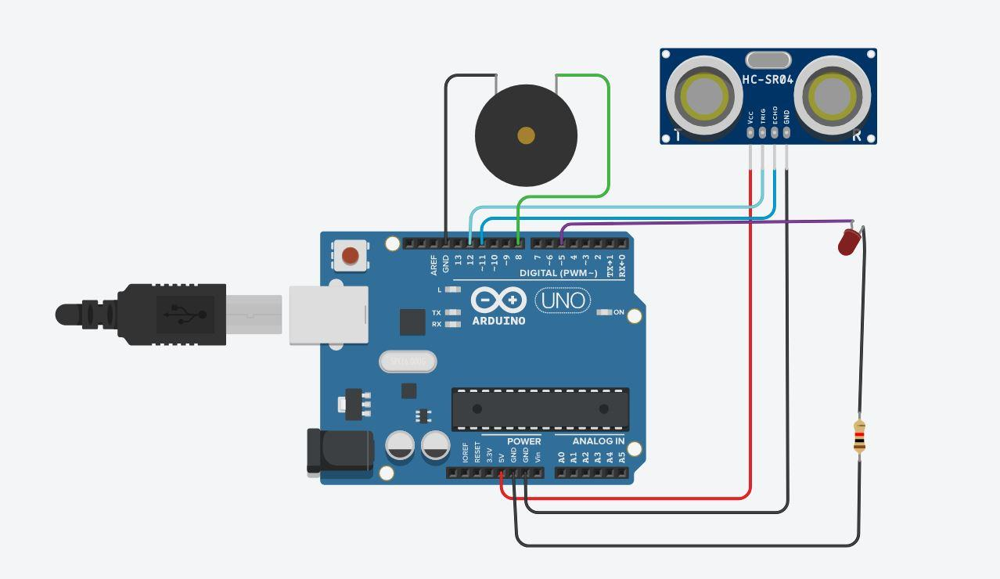 HC-SR04
VCC
TRIG
ECHO
GND
T
R
AREF
GND
13
12
~11
~10
~9
8
7
~6
~5
4
~3
2
TX→1
RX←0
DIGITAL (PWM~)
L
TX
RX
ARDUINO
UNO
ON
POWER
ANALOG IN
IOREF
RESET
3.3V
5V
GND
GND
Vin
A0
A1
A2
A3
A4
A5